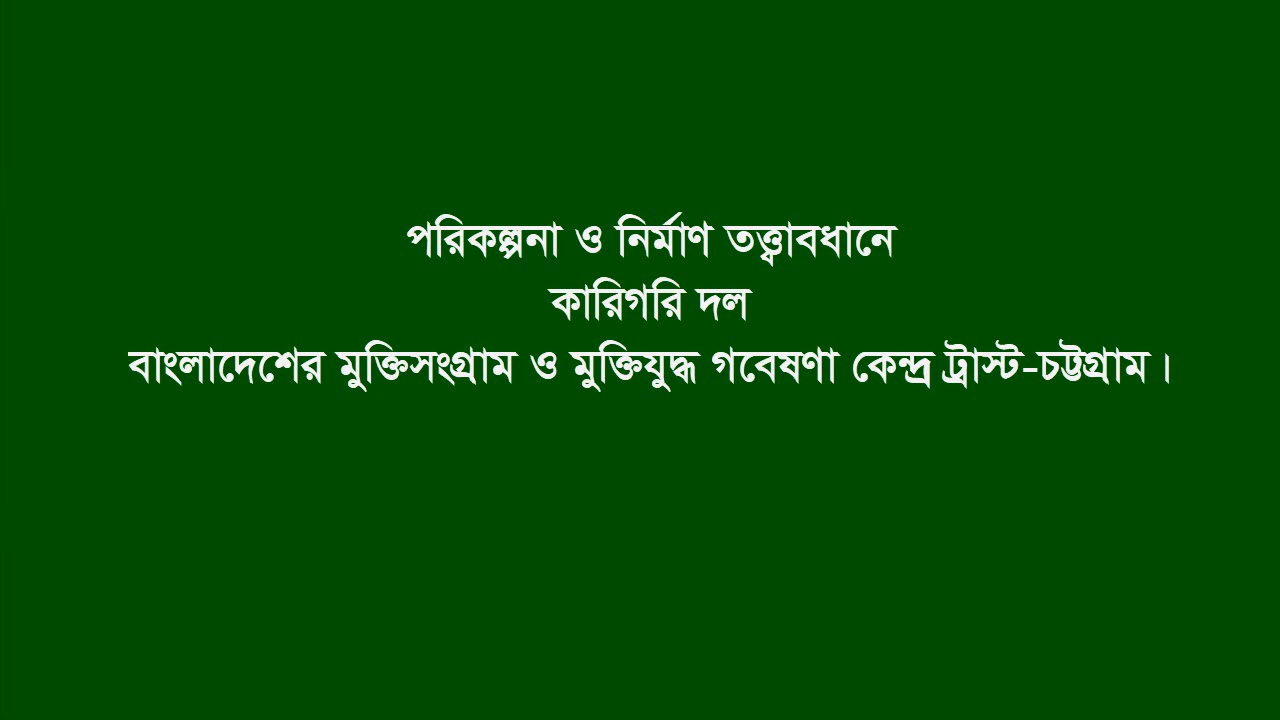 পরিকল্পনা ও নির্মাণ তত্ত্বাবধানে
কারিগরি দল
বাংলাদেশের মুক্তিসংগ্রাম ও মুক্তিযুদ্ধ গবেষণা কেন্দ্র ট্রাস্ট-চট্টগ্রাম।